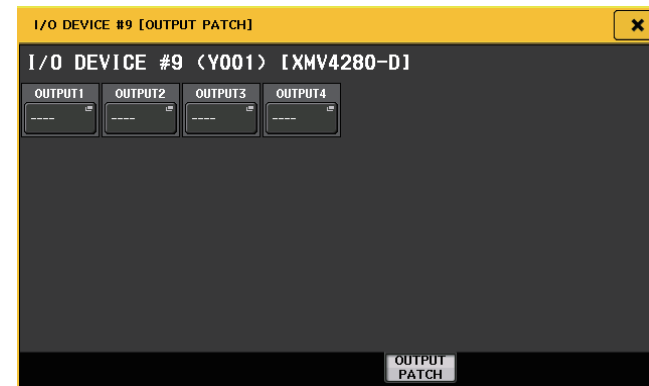 I/O DEVICE #9 [OUTPUT PATCH]
I/O DEVICE #9 (Y001) [XMV4280-D]
OUTPUT1 OUTPUT2 OUTPUT3 OUTPUT4
---- ---- ---- ----
OUTPUT
PATCH